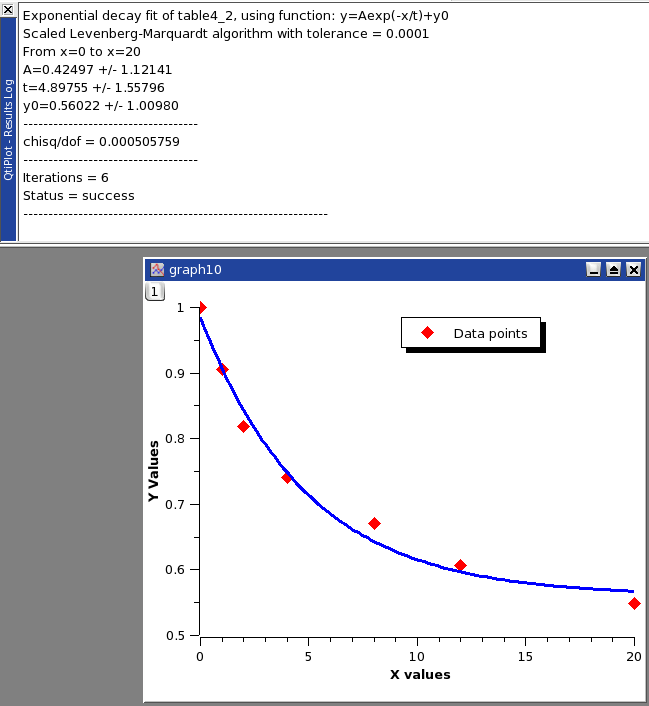 QtiPlot - Results Log
Exponential decay fit of table4_2, using function: y=Aexp(-x/t)+y0
Scaled Levenberg-Marquardt algorithm with tolerance = 0.0001
From x=0 to x=20
A=0.42497 +/- 1.12141
t=4.89755 +/- 1.55796
y0=0.56022 +/- 1.00980
-----------------------------------
chisq/dof = 0.000505759
-----------------------------------
Iterations = 6
Status = success
-------------------------------------------------------------
graph10
1
Data points
1
0.9
0.8
0.7
0.6
0.5
Y Values
0 5 10 15 20
X values